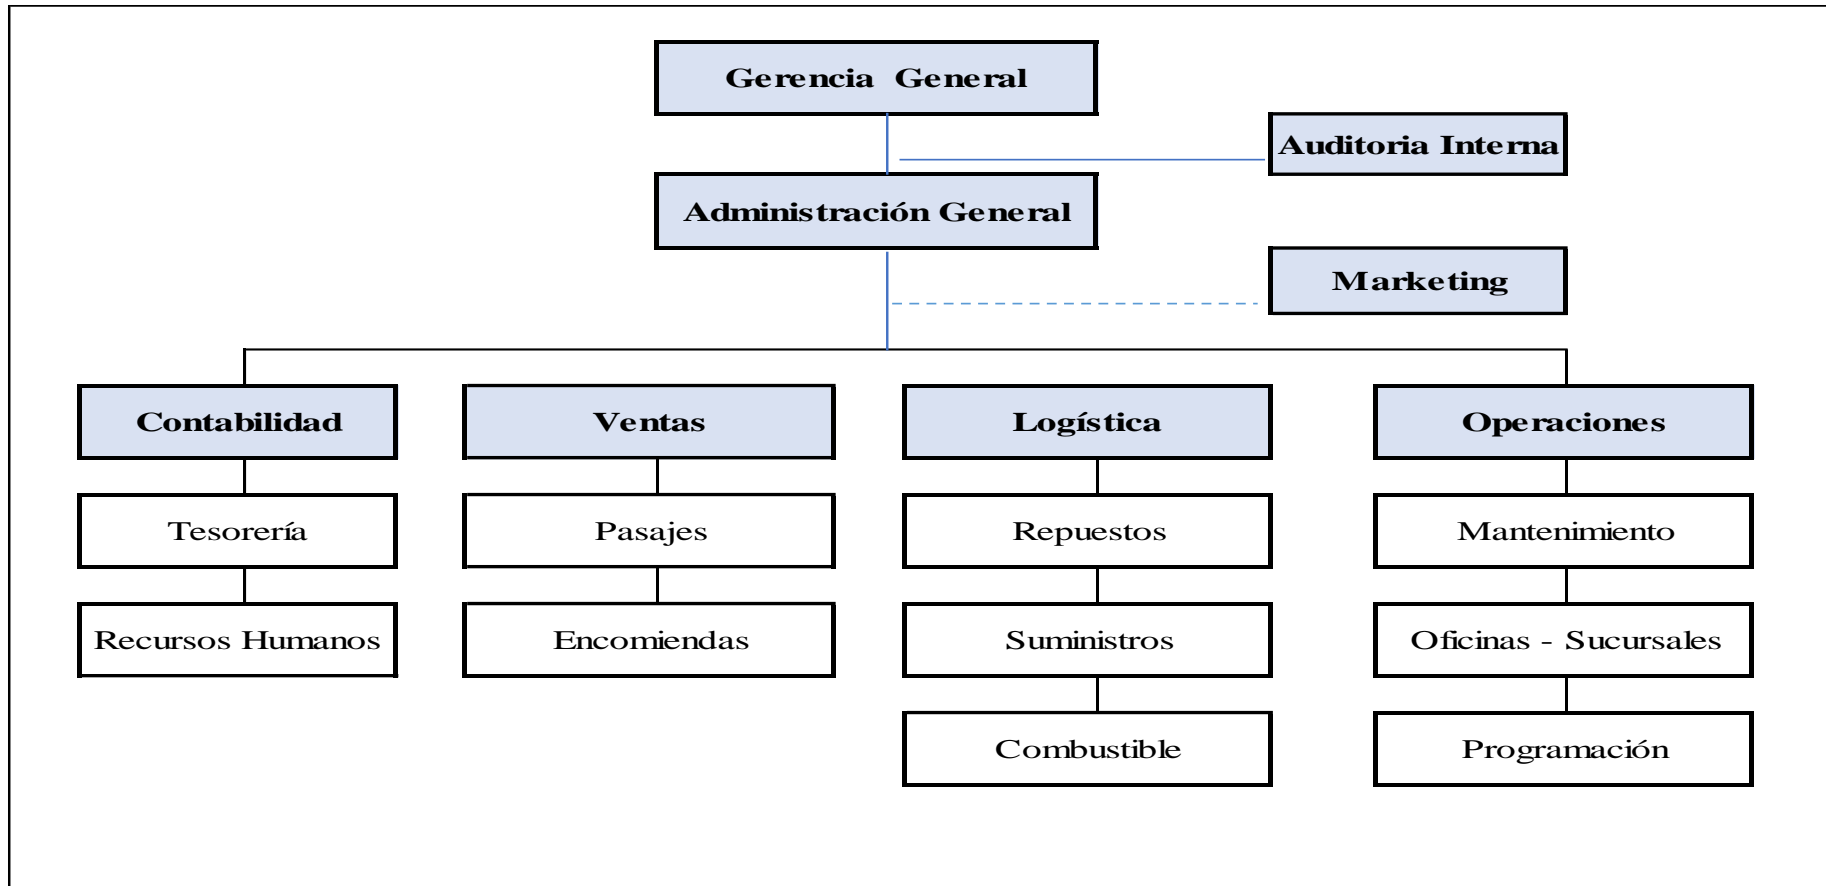 Gerencia General
Auditoria Interna
Administración General
Marketing
Contabilidad
Ventas
Logística
Operaciones
Tesorería
Pasajes
Repuestos
Mantenimiento
Recursos Humanos
Encomiendas
Suministros
Oficinas - Sucursales
Combustible
Programación